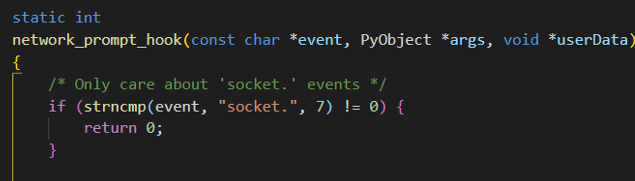 static int
network_prompt_hook(const char *event, PyObject *args, void *userData)
{
    /* Only care about 'socket.' events */
    if (strncmp(event, "socket.", 7) != 0) {
        return 0;
    }